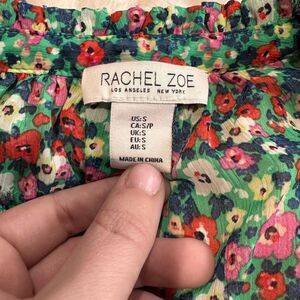 RACHEL ZOE
LOS ANGELES NEW YORK
US:S
CA:S/P
UK:S
EU:S
AU:S
MADE IN CHINA